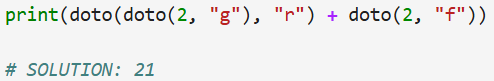 print(doto(doto(2, "g"), "r") + doto(2, "f"))
# SOLUTION: 21